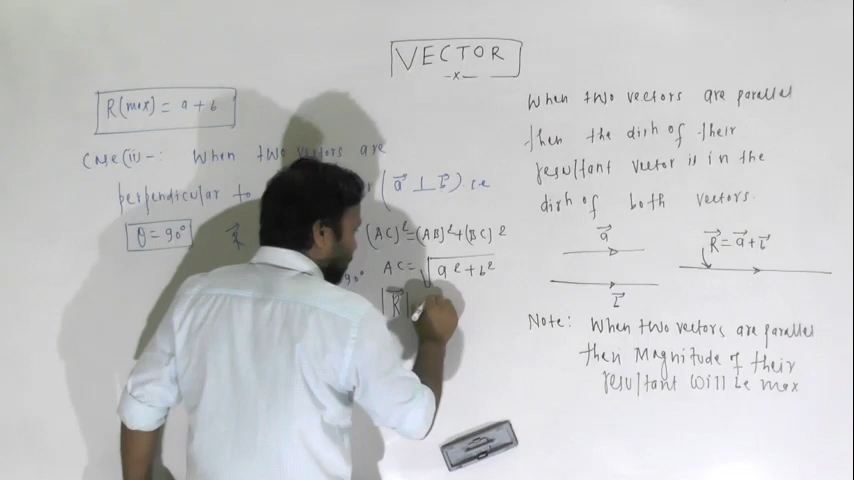 VECTOR
-x-
R(max) = a + b
Case(ii) -: When two vectors are
perpendicular to (a⃗ ⊥ b⃗). i.e
θ = 90°
(AC)² = (AB)² + (BC)²
90° AC = √a² + b²
|R⃗|
When two vectors are parallel
then the dirn of their
resultant vector is in the
dirn of both vectors.
a⃗
b⃗
R⃗ = a⃗ + b⃗
Note: When two vectors are parallel
then Magnitude of their
resultant will be max